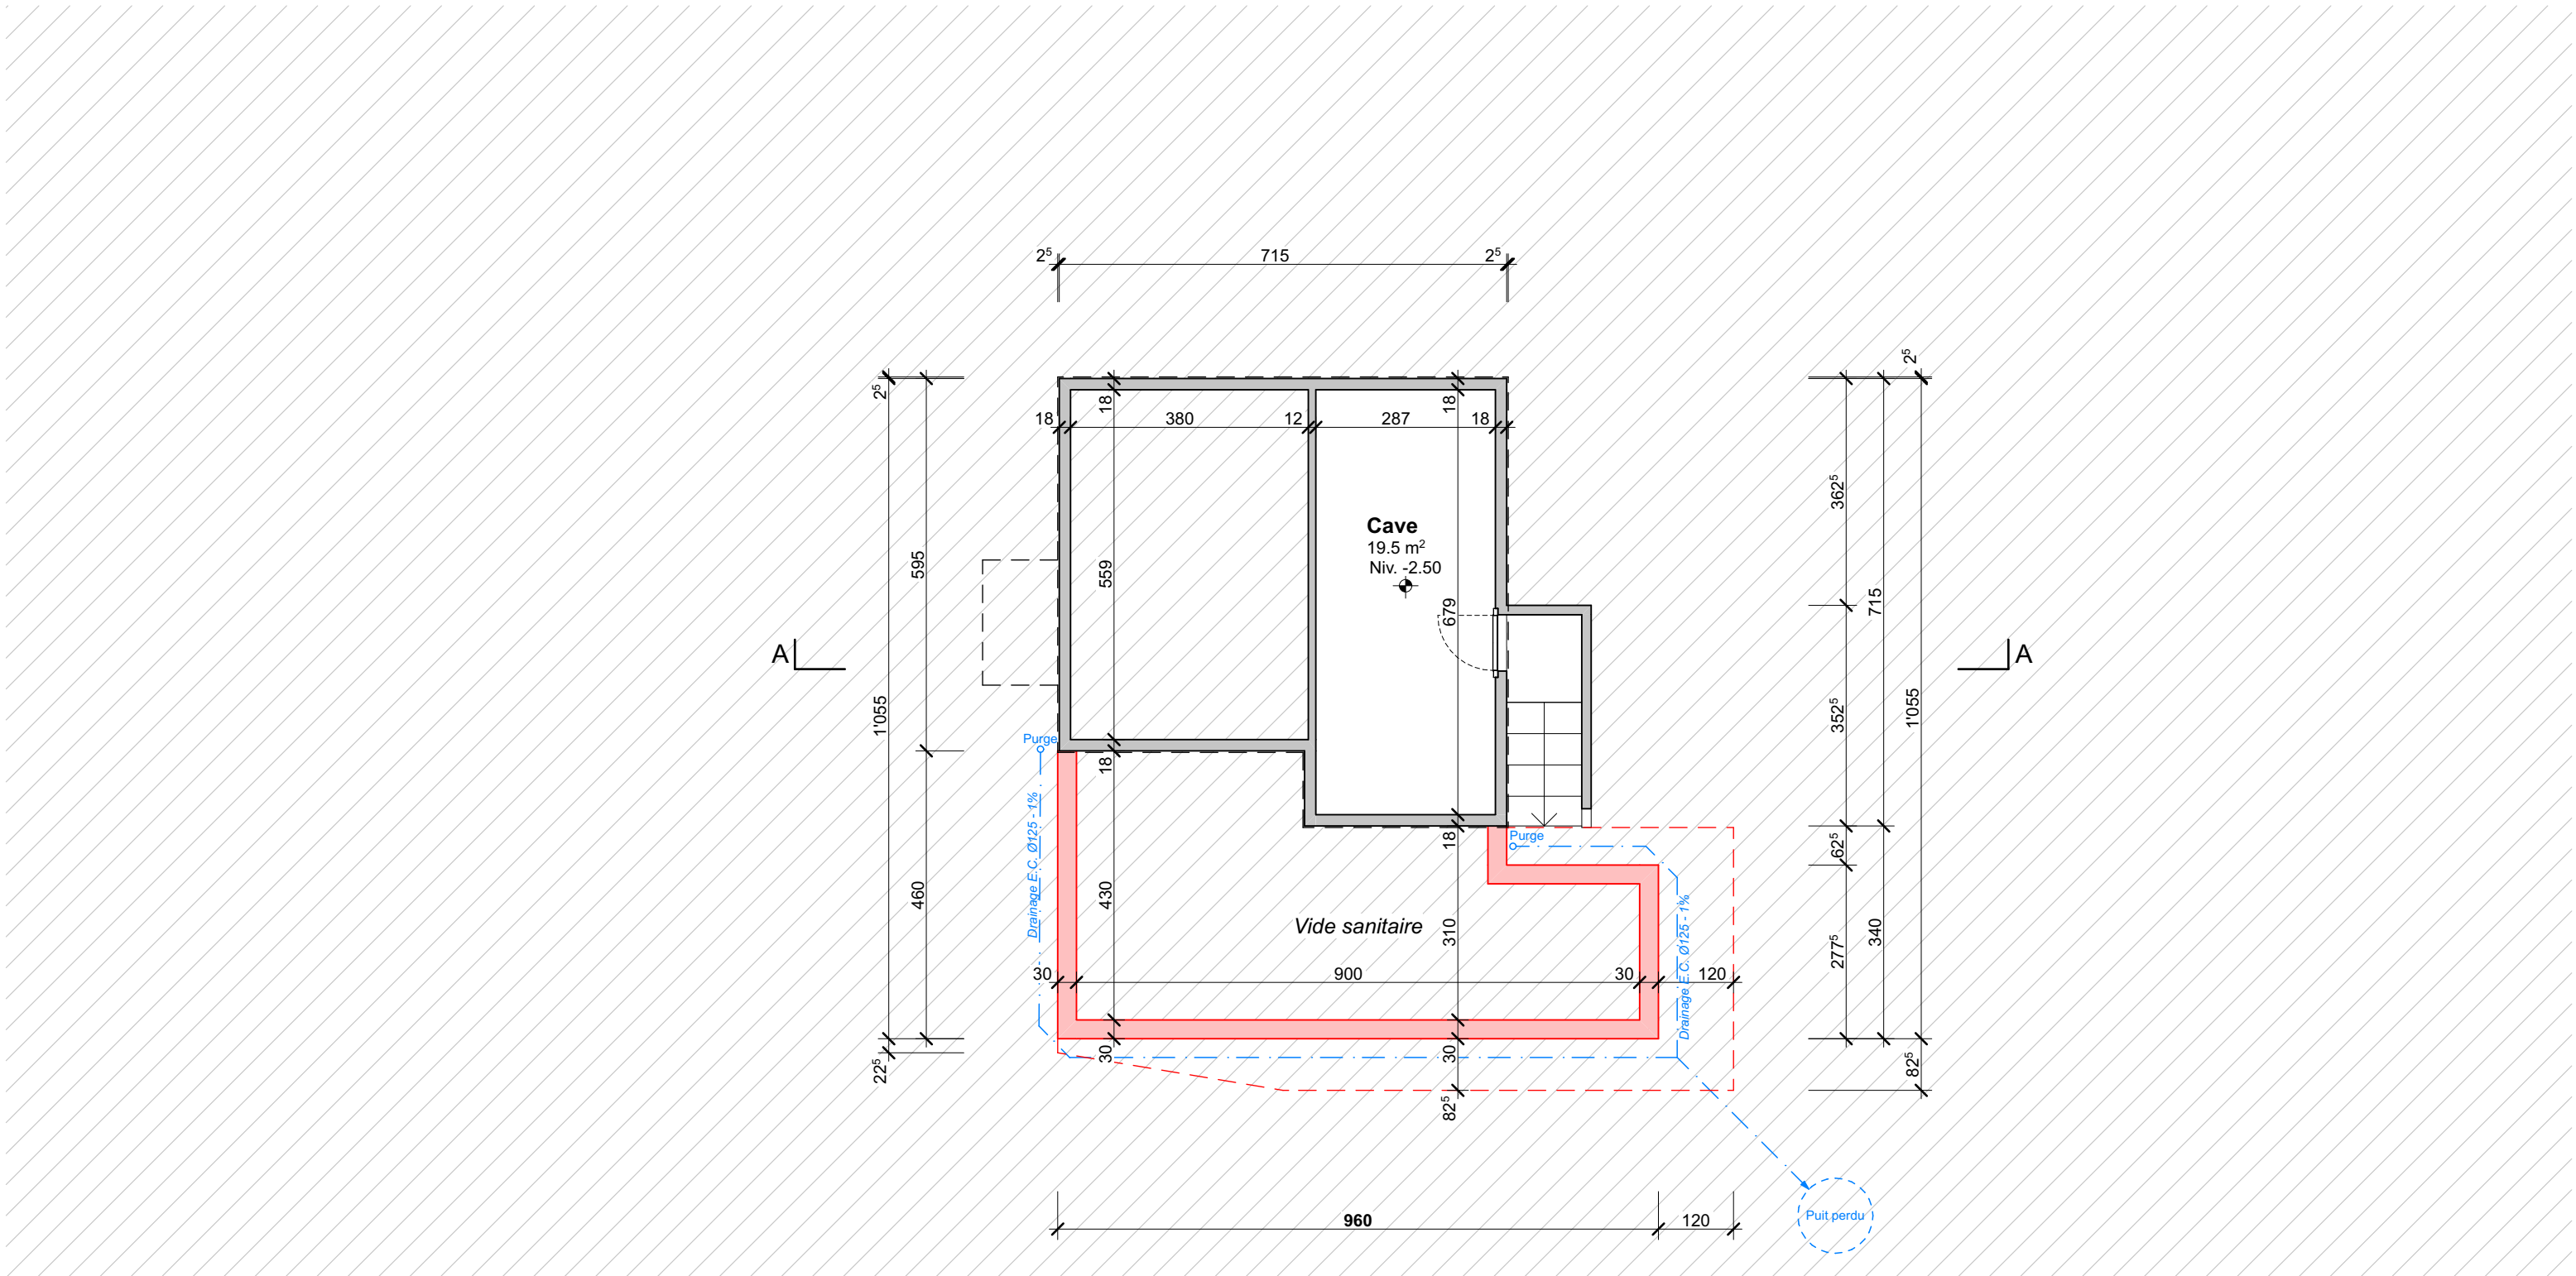 2⁵ 715 2⁵
2⁵
2⁵
18 380 12 287 18
18
18
595
559
1'055
Cave
19.5 m²
Niv. -2.50
679
362⁵
715
352⁵
1'055
A
A
Purge
18
Drainage E.C. Ø125 - 1%
460
430
18
Purge
62⁵
Vide sanitaire
310
Drainage E.C. Ø125 - 1%
277⁵
340
30 900 30 120
22⁵
30
30
82⁵
82⁵
960 120
Puit perdu